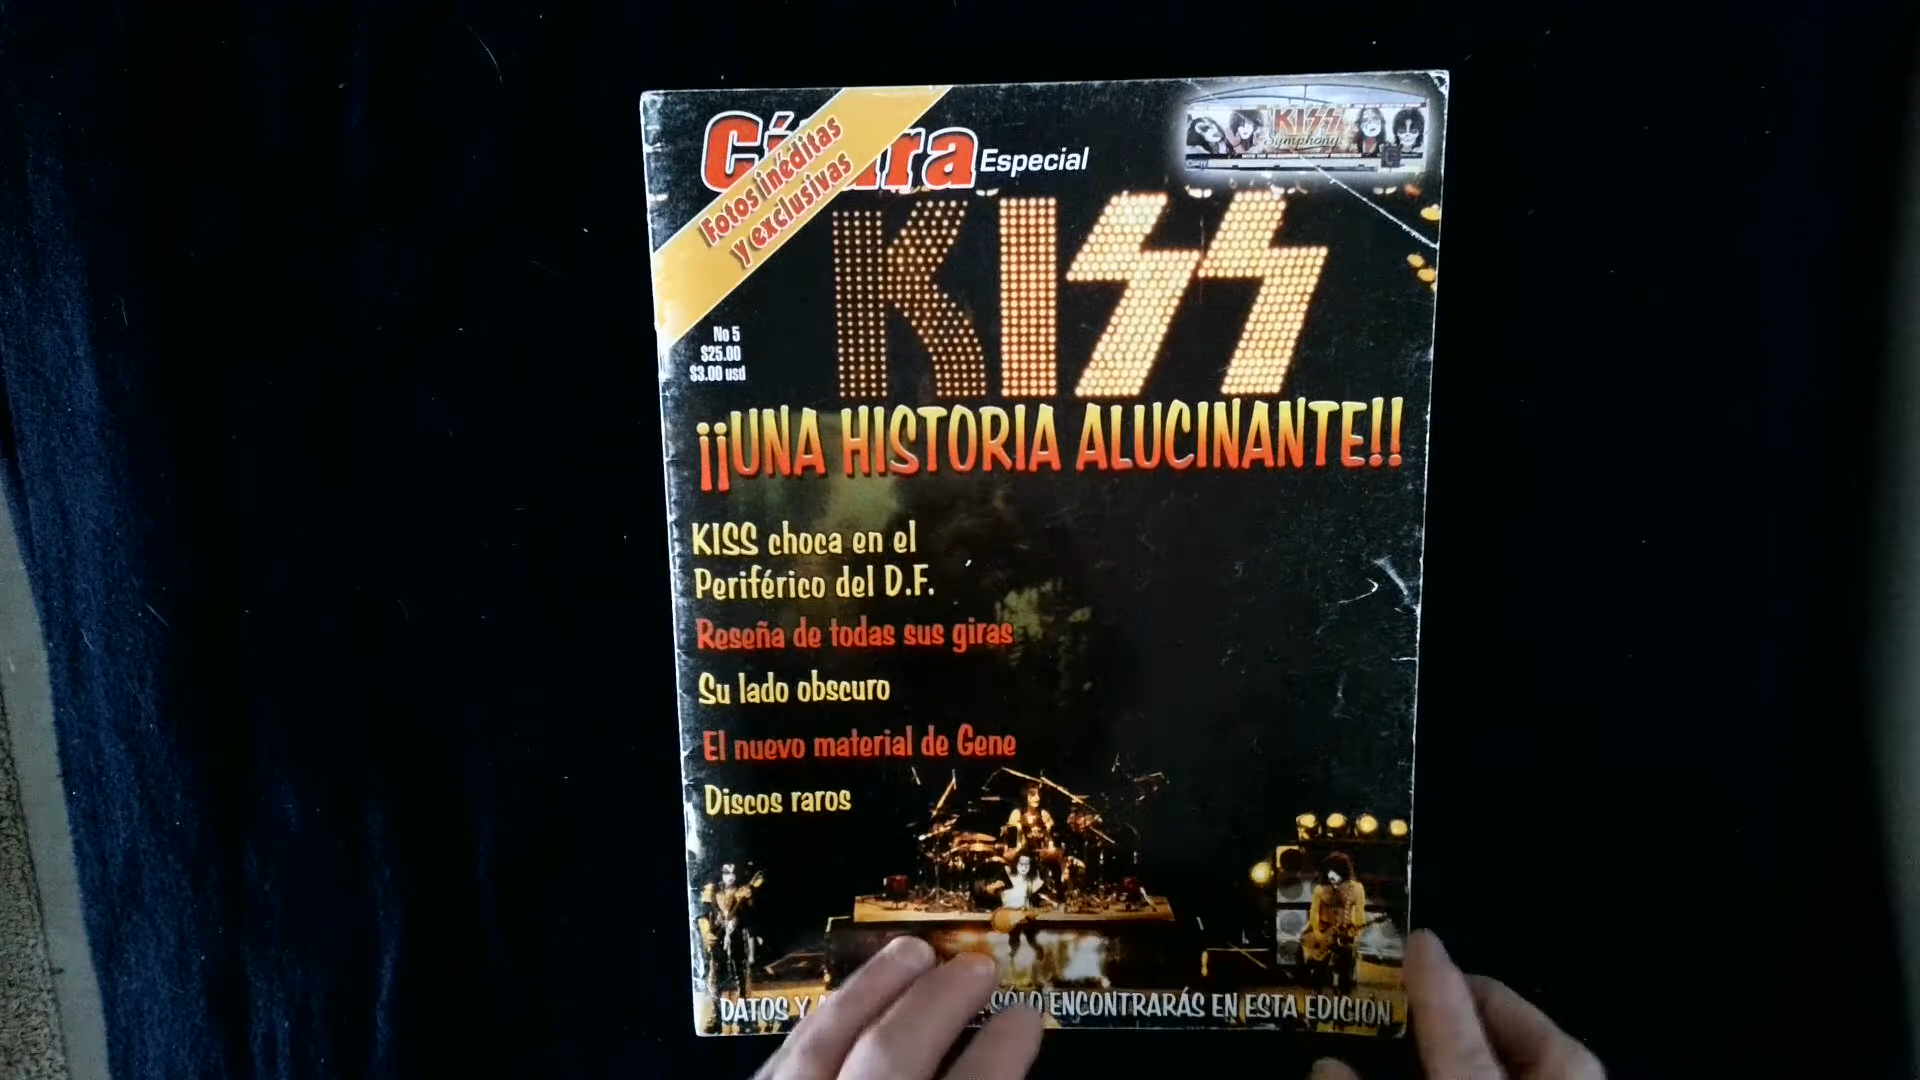 Especial
Fotos inéditas
y exclusivas
KISS
Symphony
KISS
No 5
$25.00
$3.00 usd
¡¡UNA HISTORIA ALUCINANTE!!
KISS choca en el
Periférico del D.F.
Reseña de todas sus giras
Su lado obscuro
El nuevo material de Gene
Discos raros
DATOS Y SÓLO ENCONTRARÁS EN ESTA EDICIÓN